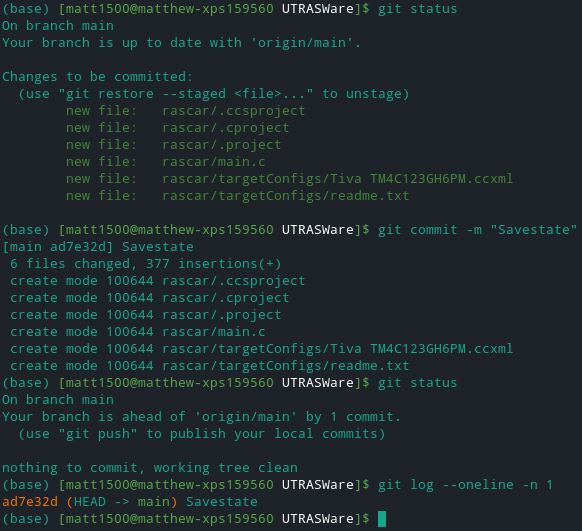 (base) [matt1500@matthew-xps159560 UTRASWare]$ git status
On branch main
Your branch is up to date with 'origin/main'.

Changes to be committed:
  (use "git restore --staged <file>..." to unstage)
        new file:   rascar/.ccsproject
        new file:   rascar/.cproject
        new file:   rascar/.project
        new file:   rascar/main.c
        new file:   rascar/targetConfigs/Tiva TM4C123GH6PM.ccxml
        new file:   rascar/targetConfigs/readme.txt

(base) [matt1500@matthew-xps159560 UTRASWare]$ git commit -m "Savestate"
[main ad7e32d] Savestate
 6 files changed, 377 insertions(+)
 create mode 100644 rascar/.ccsproject
 create mode 100644 rascar/.cproject
 create mode 100644 rascar/.project
 create mode 100644 rascar/main.c
 create mode 100644 rascar/targetConfigs/Tiva TM4C123GH6PM.ccxml
 create mode 100644 rascar/targetConfigs/readme.txt
(base) [matt1500@matthew-xps159560 UTRASWare]$ git status
On branch main
Your branch is ahead of 'origin/main' by 1 commit.
  (use "git push" to publish your local commits)

nothing to commit, working tree clean
(base) [matt1500@matthew-xps159560 UTRASWare]$ git log --oneline -n 1
ad7e32d (HEAD -> main) Savestate
(base) [matt1500@matthew-xps159560 UTRASWare]$